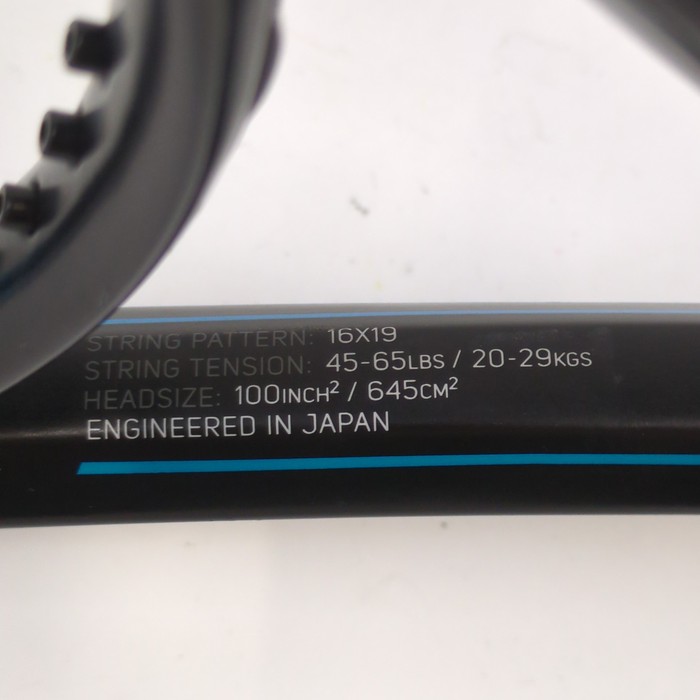 STRING PATTERN: 16X19
STRING TENSION: 45-65LBS / 20-29KGS
HEADSIZE: 100INCH² / 645CM²
ENGINEERED IN JAPAN